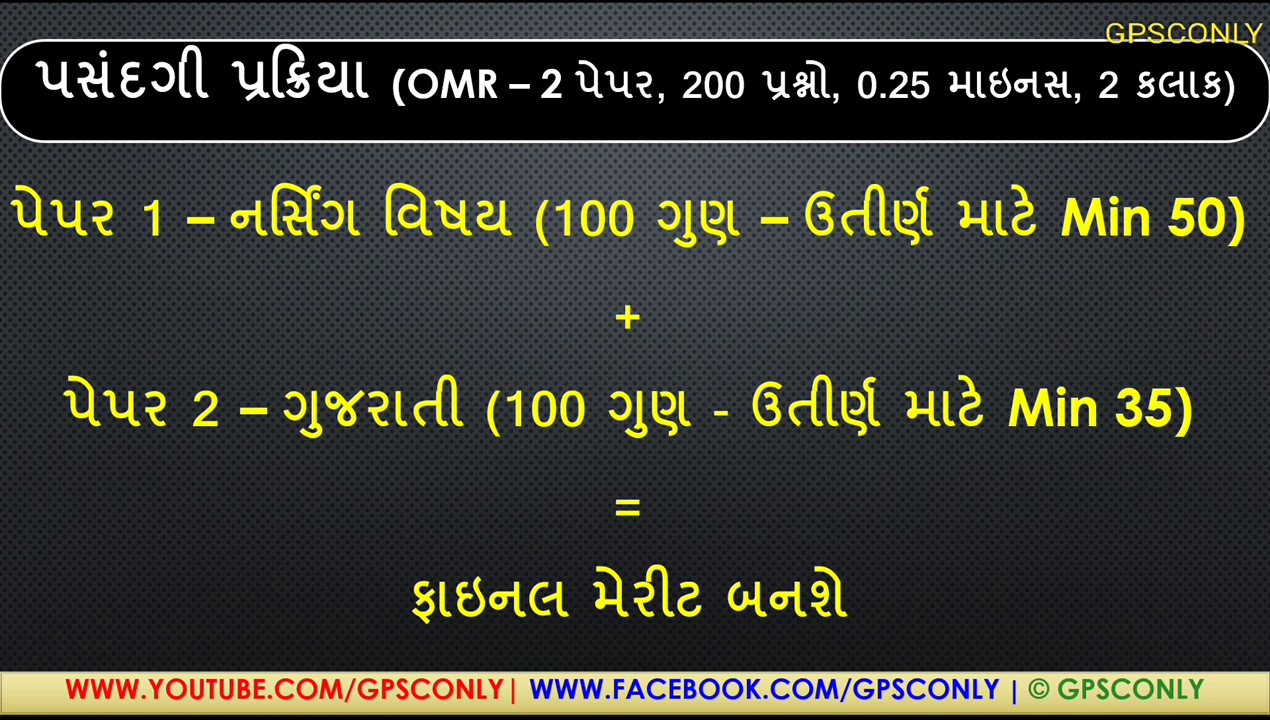 GPSCONLY
પસંદગી પ્રક્રિયા (OMR – 2 પેપર, 200 પ્રશ્નો, 0.25 માઇનસ, 2 કલાક)
પેપર 1 – નર્સિંગ વિષય (100 ગુણ – ઉતીર્ણ માટે Min 50)
+
પેપર 2 – ગુજરાતી (100 ગુણ - ઉતીર્ણ માટે Min 35)
=
ફાઇનલ મેરીટ બનશે
WWW.YOUTUBE.COM/GPSCONLY | WWW.FACEBOOK.COM/GPSCONLY | © GPSCONLY